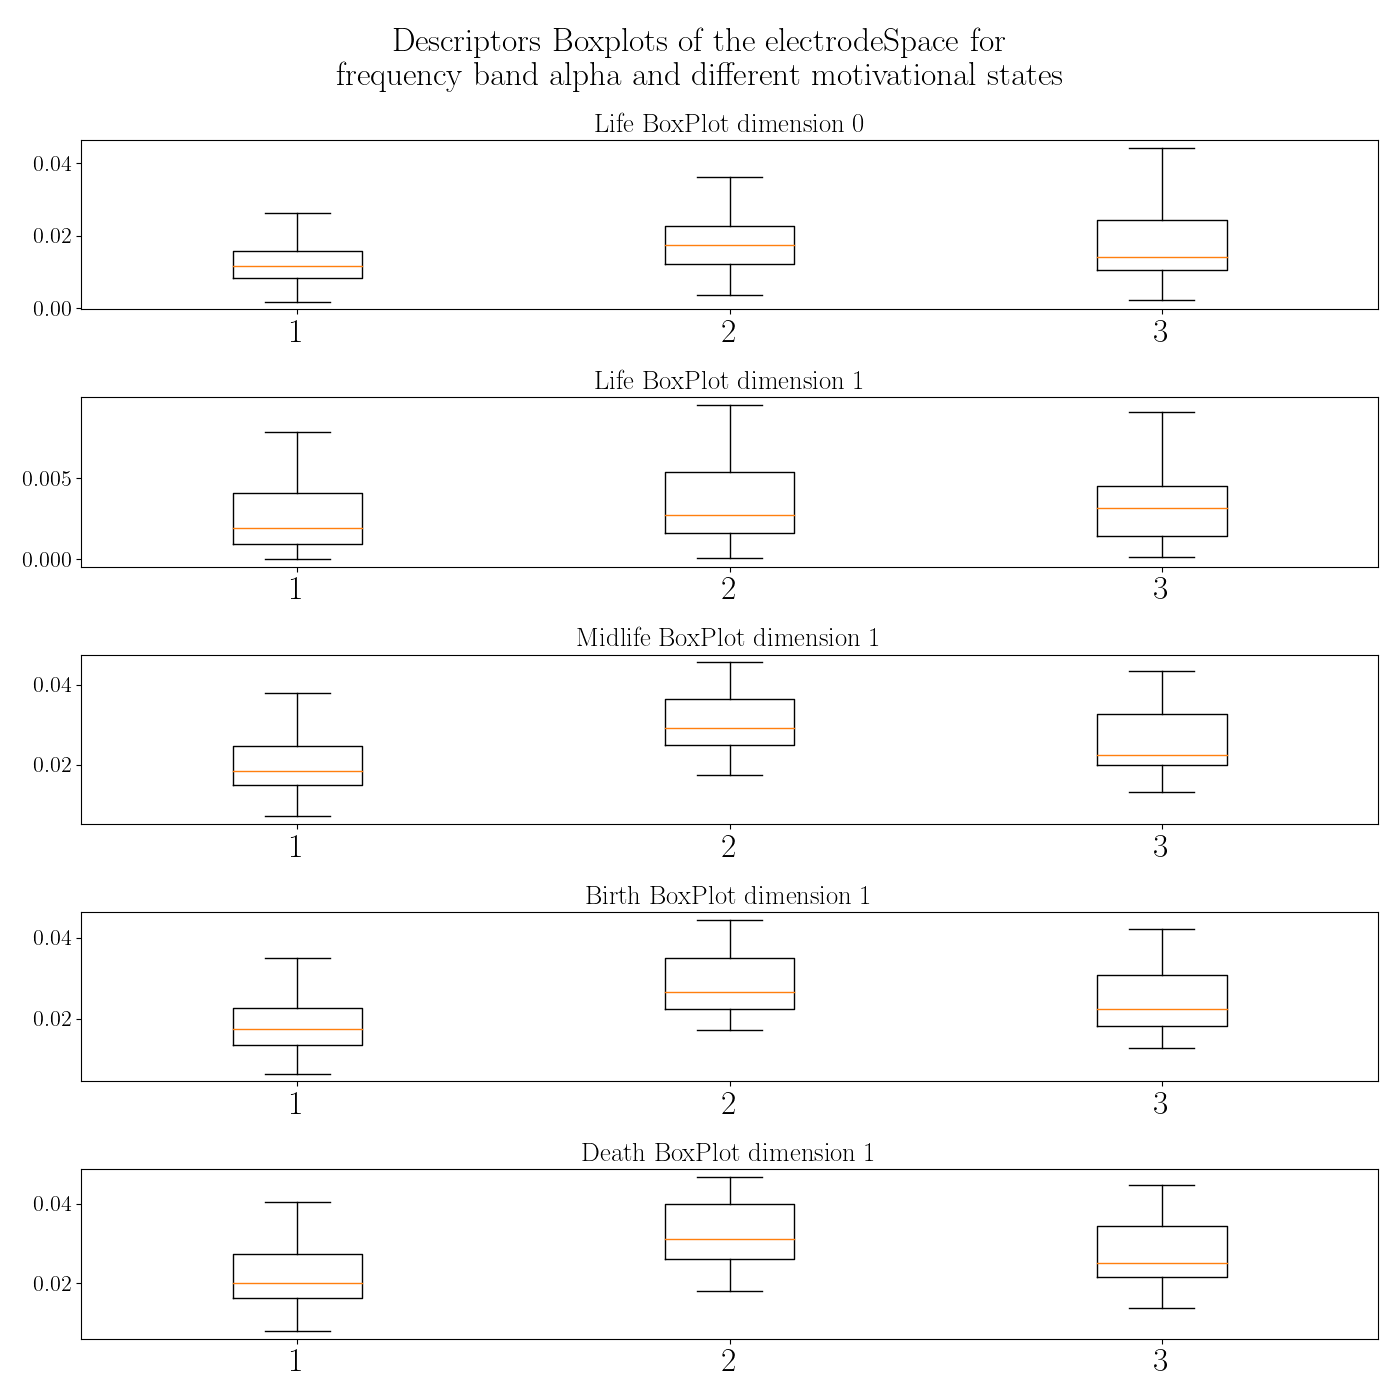 Descriptors Boxplots of the electrodeSpace for
frequency band alpha and different motivational states
Life BoxPlot dimension 0
0.04
0.02
0.00
1 2 3
Life BoxPlot dimension 1
0.005
0.000
1 2 3
Midlife BoxPlot dimension 1
0.04
0.02
1 2 3
Birth BoxPlot dimension 1
0.04
0.02
1 2 3
Death BoxPlot dimension 1
0.04
0.02
1 2 3